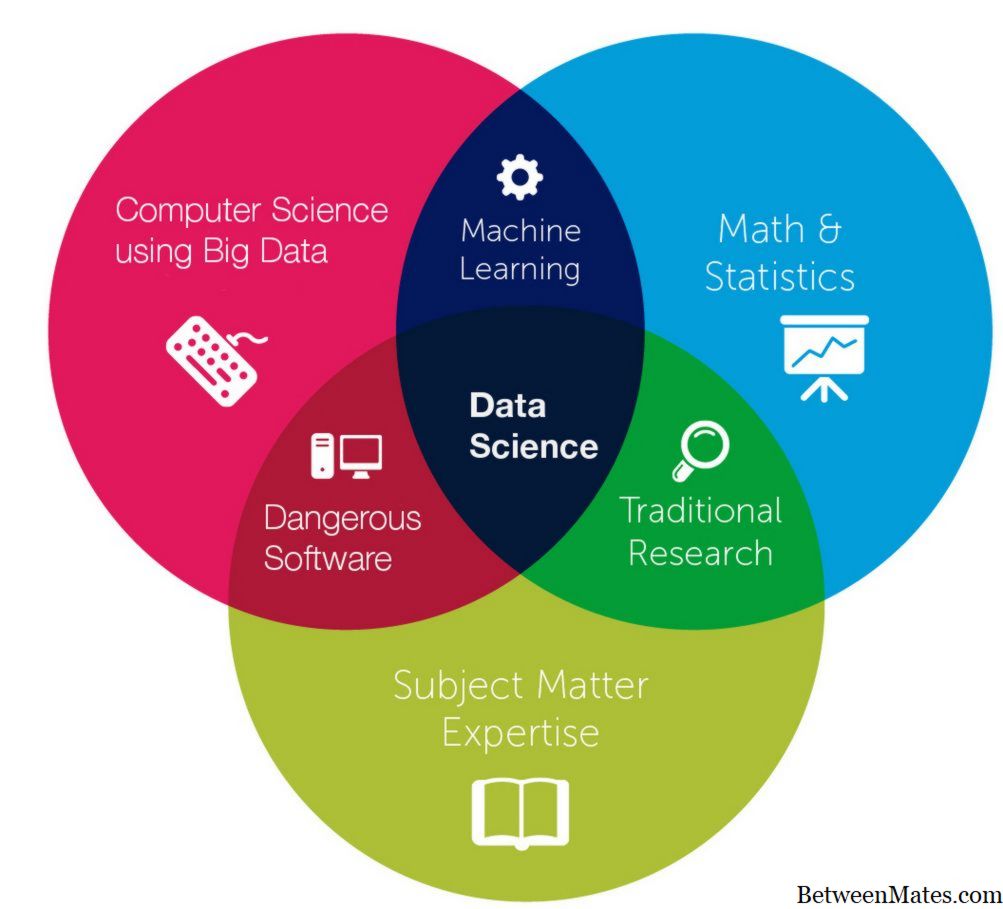 Computer Science
using Big Data
Machine
Learning
Math &
Statistics
Data
Science
Dangerous
Software
Traditional
Research
Subject Matter
Expertise
BetweenMates.com